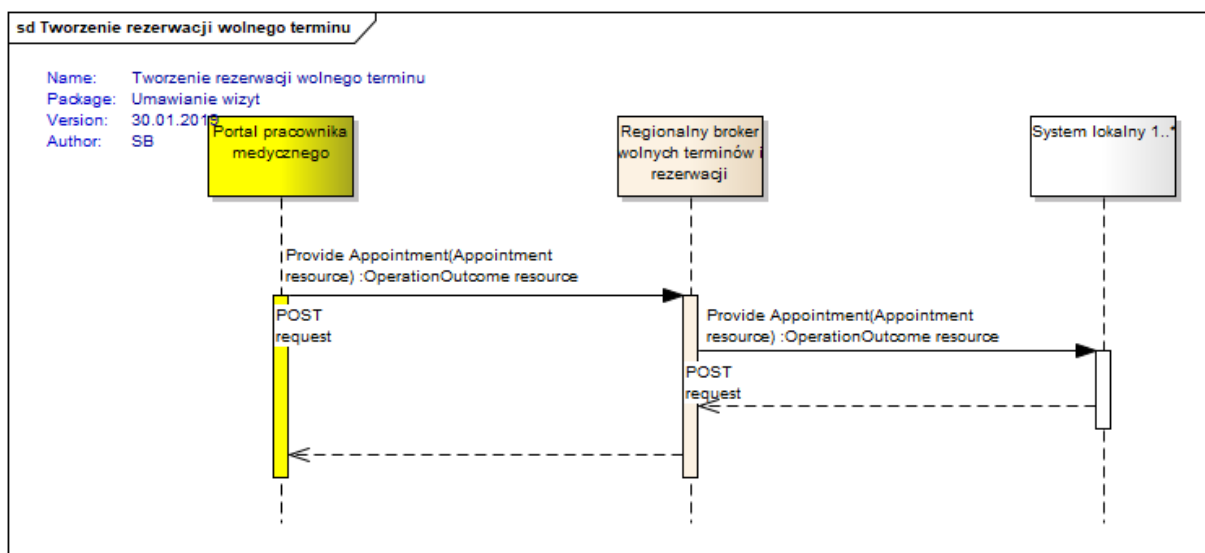 sd Tworzenie rezerwacji wolnego terminu
Name: Tworzenie rezerwacji wolnego terminu
Package: Umawianie wizyt
Version: 30.01.2019
Author: SB
Portal pracownika
medycznego
Regionalny broker
wolnych terminów i
rezerwacji
System lokalny 1..*
Provide Appointment(Appointment
resource) :OperationOutcome resource
POST
request
Provide Appointment(Appointment
resource) :OperationOutcome resource
POST
request